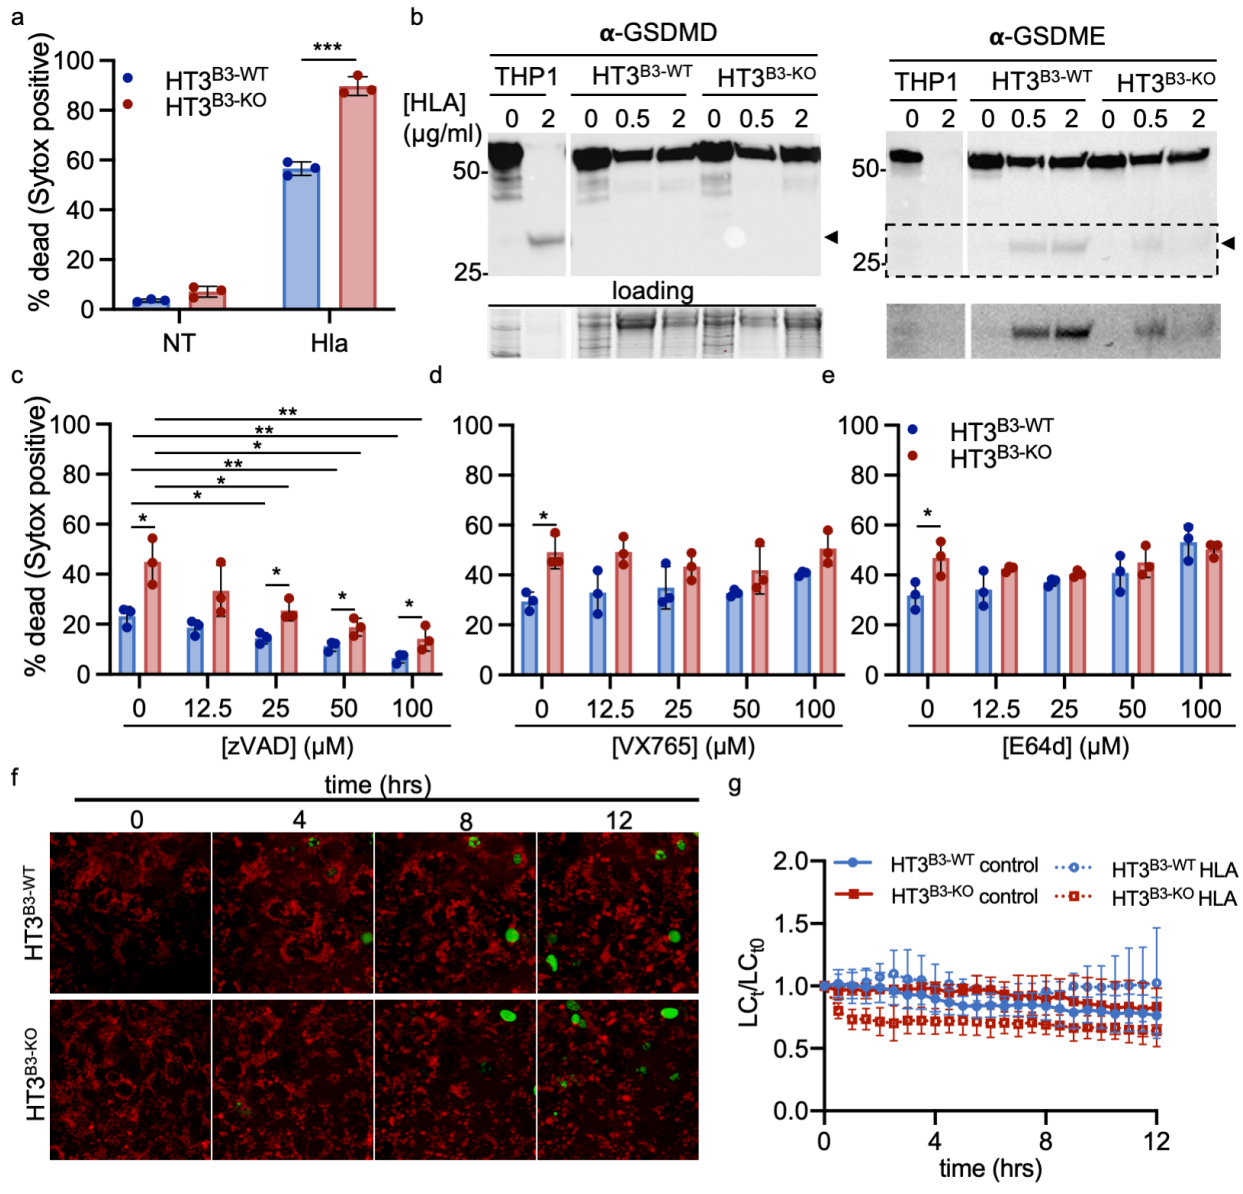 a
% dead (Sytox positive)
100
80
60
40
20
0
HT3B3-WT
HT3B3-KO
***
NT Hla
b
α-GSDMD
THP1 HT3B3-WT HT3B3-KO
[HLA]
(µg/ml)
0 2 0 0.5 2 0 0.5 2
50-
25-
loading
α-GSDME
THP1 HT3B3-WT HT3B3-KO
0 2 0 0.5 2 0 0.5 2
50-
25-
c
% dead (Sytox positive)
100
80
60
40
20
0
**
**
*
**
*
*
*
*
*
*
0 12.5 25 50 100
[zVAD] (µM)
d
100
80
60
40
20
0
*
0 12.5 25 50 100
[VX765] (µM)
e
100
80
60
40
20
0
HT3B3-WT
HT3B3-KO
*
0 12.5 25 50 100
[E64d] (µM)
f
time (hrs)
0 4 8 12
HT3B3-WT
HT3B3-KO
g
LCt/LCt0
2.0
1.5
1.0
0.5
0.0
HT3B3-WT control HT3B3-WT HLA
HT3B3-KO control HT3B3-KO HLA
0 4 8 12
time (hrs)